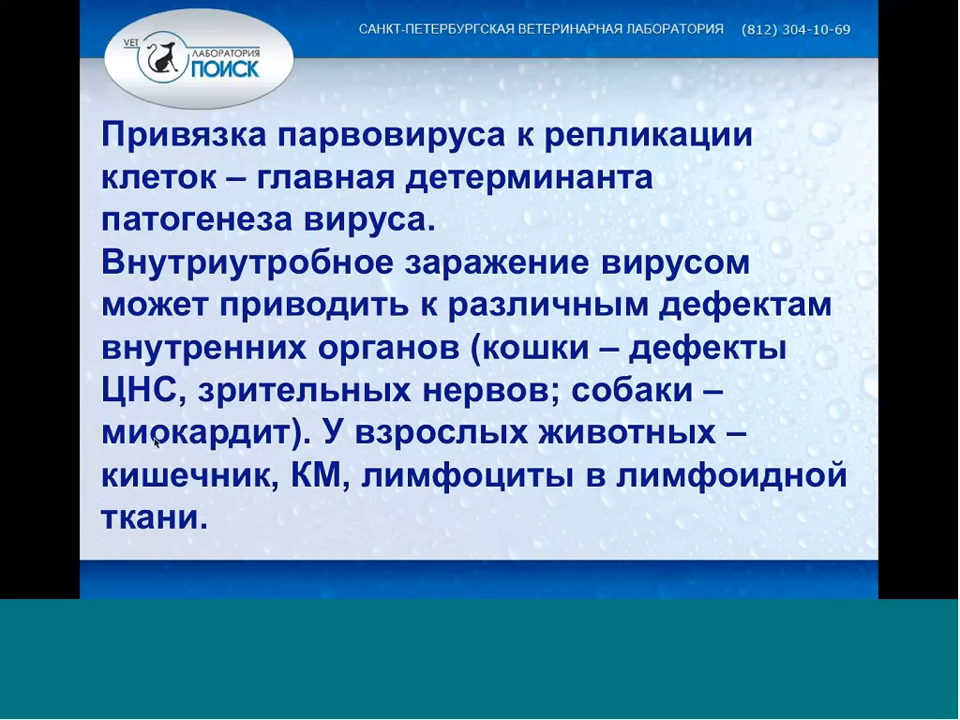 VET
ЛАБОРАТОРИЯ
ПОИСК
САНКТ-ПЕТЕРБУРГСКАЯ ВЕТЕРИНАРНАЯ ЛАБОРАТОРИЯ (812) 304-10-69
Привязка парвовируса к репликации
клеток – главная детерминанта
патогенеза вируса.
Внутриутробное заражение вирусом
может приводить к различным дефектам
внутренних органов (кошки – дефекты
ЦНС, зрительных нервов; собаки –
миокардит). У взрослых животных –
кишечник, КМ, лимфоциты в лимфоидной
ткани.